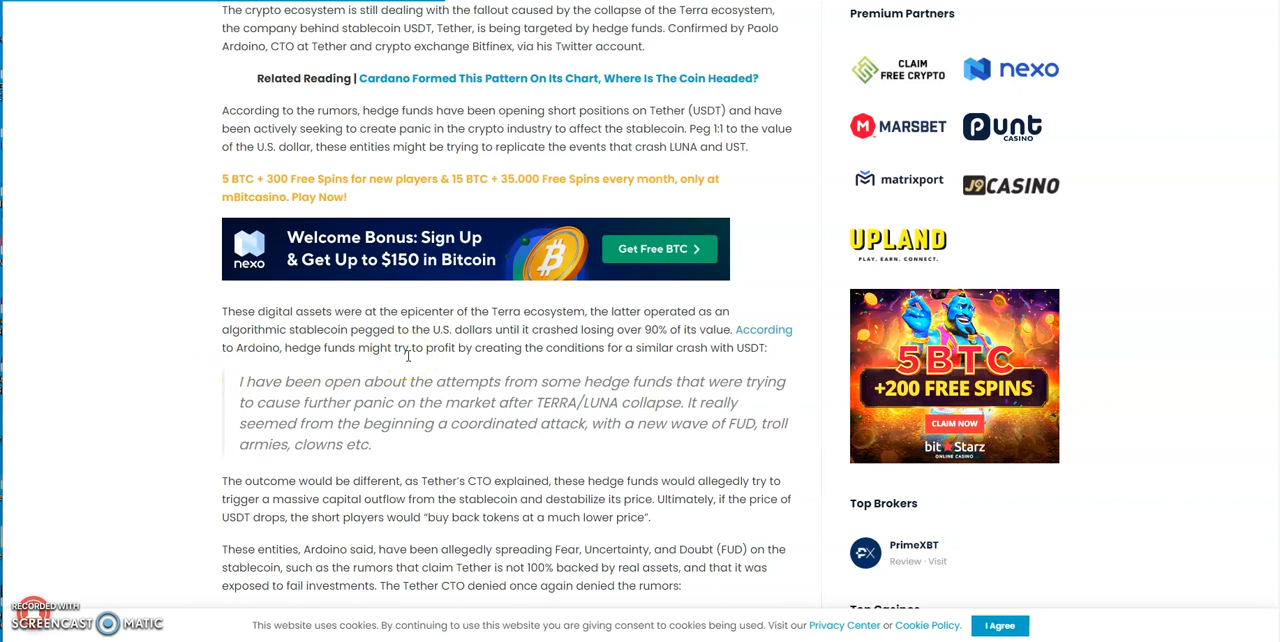 The crypto ecosystem is still dealing with the fallout caused by the collapse of the Terra ecosystem,
the company behind stablecoin USDT, Tether, is being targeted by hedge funds. Confirmed by Paolo
Ardoino, CTO at Tether and crypto exchange Bitfinex, via his Twitter account.
Related Reading | Cardano Formed This Pattern On Its Chart, Where Is The Coin Headed?
According to the rumors, hedge funds have been opening short positions on Tether (USDT) and have
been actively seeking to create panic in the crypto industry to affect the stablecoin. Peg 1:1 to the value
of the U.S. dollar, these entities might be trying to replicate the events that crash LUNA and UST.
5 BTC + 300 Free Spins for new players & 15 BTC + 35.000 Free Spins every month, only at
mBitcasino. Play Now!
nexo
Welcome Bonus: Sign Up
& Get Up to $150 in Bitcoin
Get Free BTC
These digital assets were at the epicenter of the Terra ecosystem, the latter operated as an
algorithmic stablecoin pegged to the U.S. dollars until it crashed losing over 90% of its value. According
to Ardoino, hedge funds might try to profit by creating the conditions for a similar crash with USDT:
I have been open about the attempts from some hedge funds that were trying
to cause further panic on the market after TERRA/LUNA collapse. It really
seemed from the beginning a coordinated attack, with a new wave of FUD, troll
armies, clowns etc.
The outcome would be different, as Tether's CTO explained, these hedge funds would allegedly try to
trigger a massive capital outflow from the stablecoin and destabilize its price. Ultimately, if the price of
USDT drops, the short players would “buy back tokens at a much lower price”.
These entities, Ardoino said, have been allegedly spreading Fear, Uncertainty, and Doubt (FUD) on the
stablecoin, such as the rumors that claim Tether is not 100% backed by real assets, and that it was
exposed to fail investments. The Tether CTO denied once again denied the rumors:
Premium Partners
CLAIM
FREE CRYPTO
nexo
MARSBET
Punt
CASINO
matrixport
J9CASINO
UPLAND
PLAY. EARN. CONNECT.
5BTC
+200 FREE SPINS
CLAIM NOW
bitStarz
ONLINE CASINO
Top Brokers
PrimeXBT
Review · Visit
Top Casinos
RECORDED WITH
SCREENCAST MATIC
This website uses cookies. By continuing to use this website you are giving consent to cookies being used. Visit our Privacy Center or Cookie Policy.
I Agree